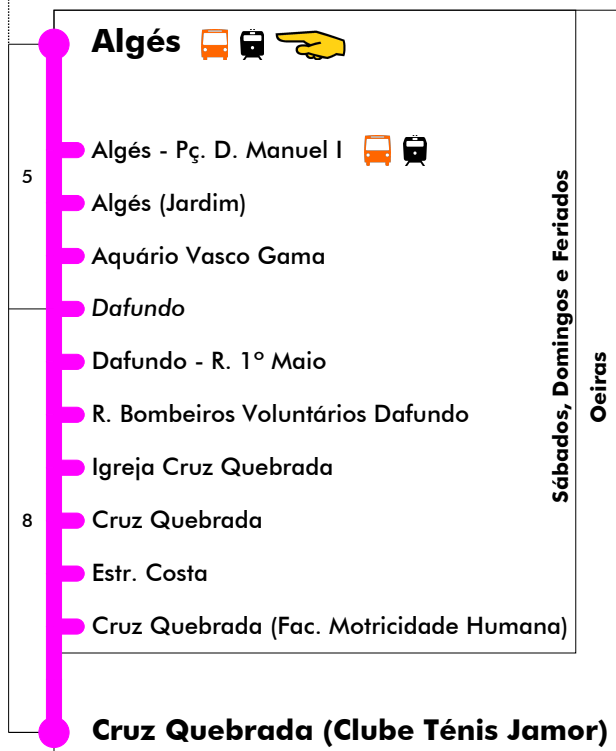 Algés
Algés - Pç. D. Manuel I
5
Algés (Jardim)
Aquário Vasco Gama
Dafundo
Dafundo - R. 1º Maio
R. Bombeiros Voluntários Dafundo
Igreja Cruz Quebrada
8
Cruz Quebrada
Estr. Costa
Cruz Quebrada (Fac. Motricidade Humana)
Cruz Quebrada (Clube Ténis Jamor)
Sábados, Domingos e Feriados
Oeiras